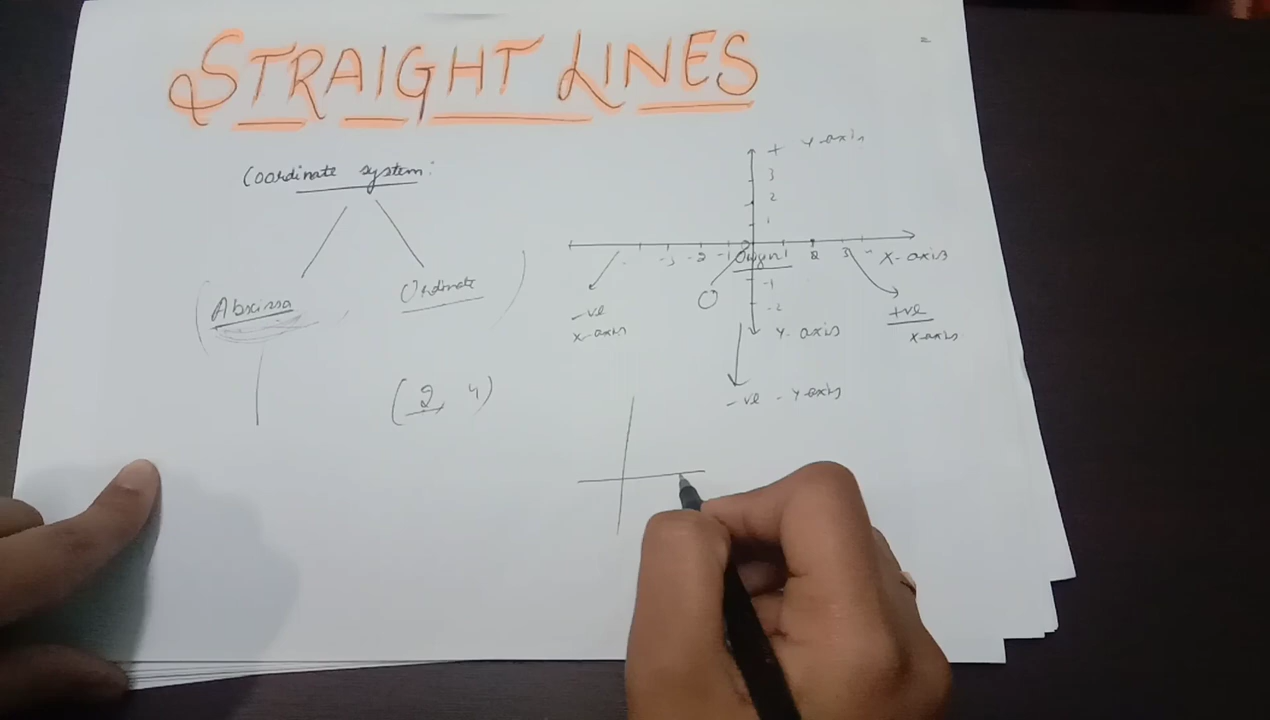 STRAIGHT LINES
Coordinate system:
Abscissa
Ordinate
(2, 4)
+ Y-axis
3
2
1
-3 -2 -1 Origin 1 2 3 X-axis
O
-1
-2
-ve
x-axis
Y-axis
+ve
x-axis
-ve - Y-axis